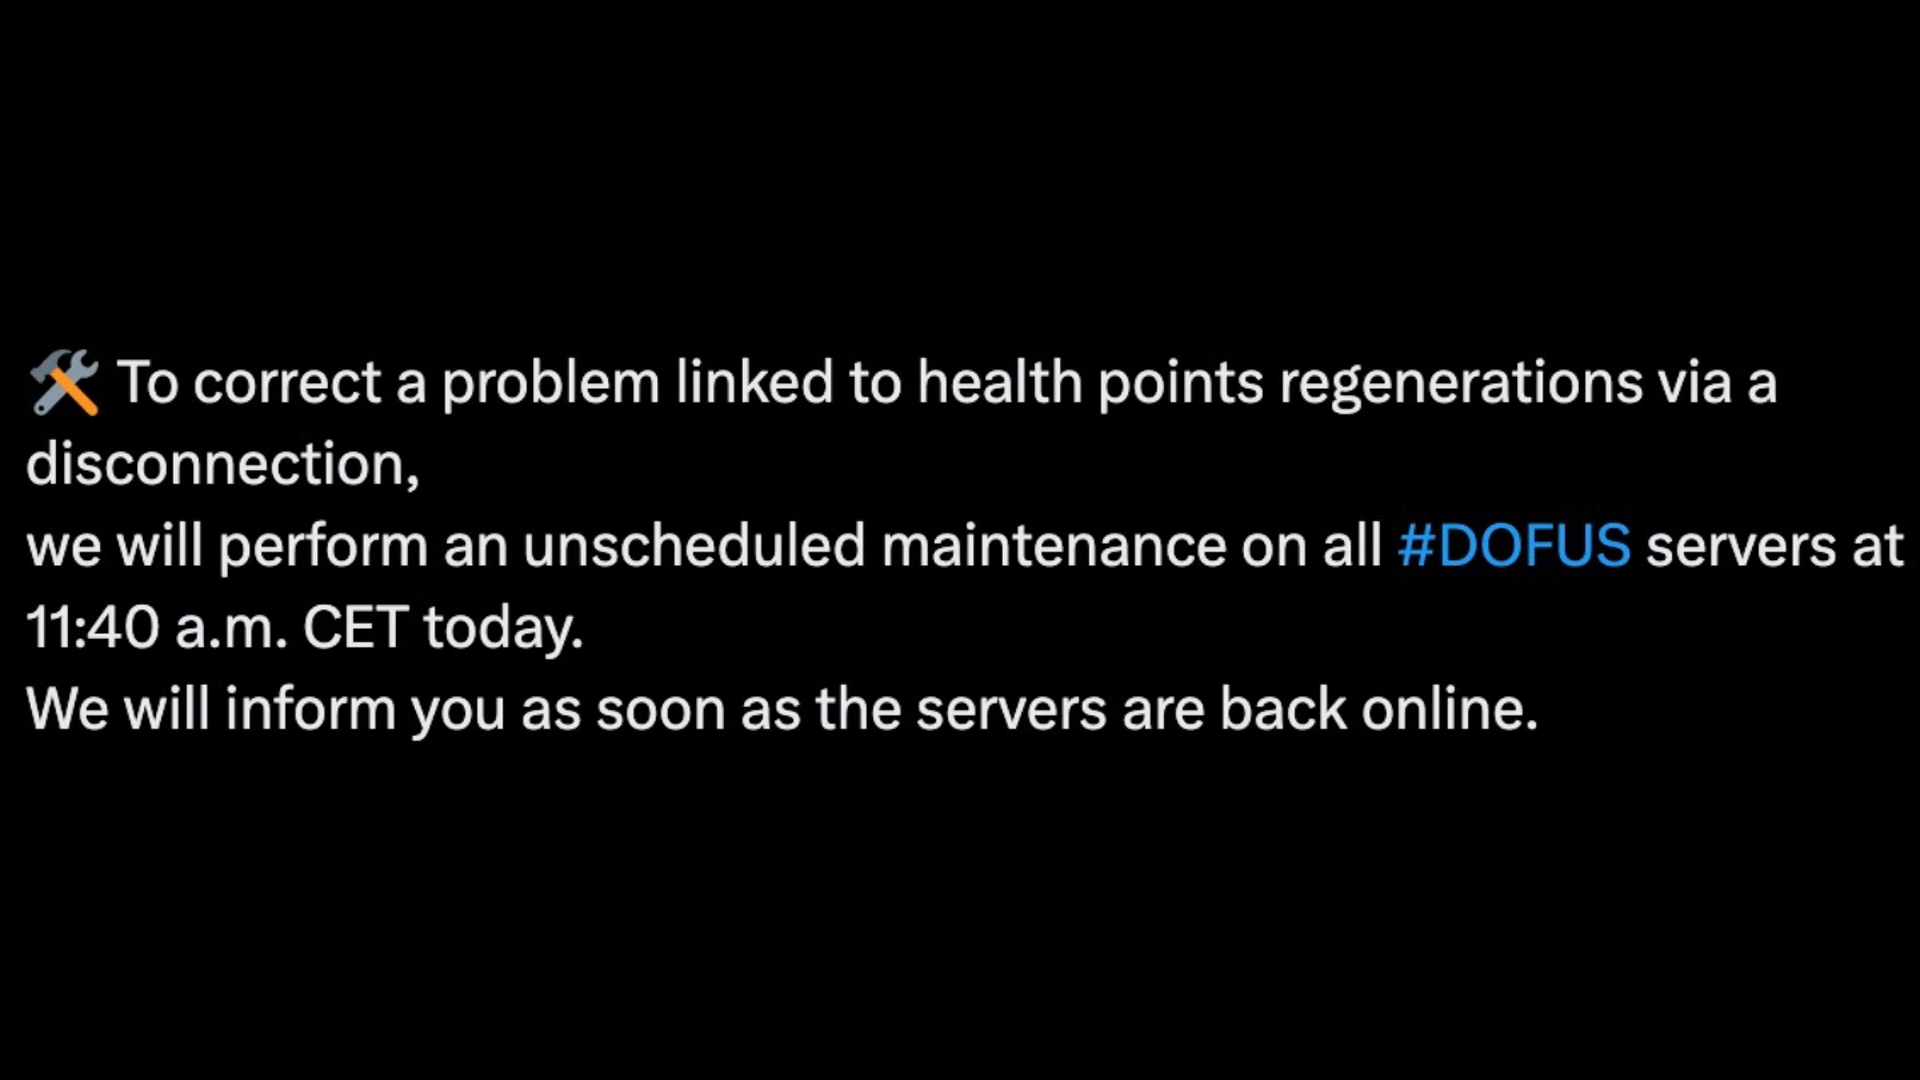 🛠 To correct a problem linked to health points regenerations via a
disconnection,
we will perform an unscheduled maintenance on all #DOFUS servers at
11:40 a.m. CET today.
We will inform you as soon as the servers are back online.